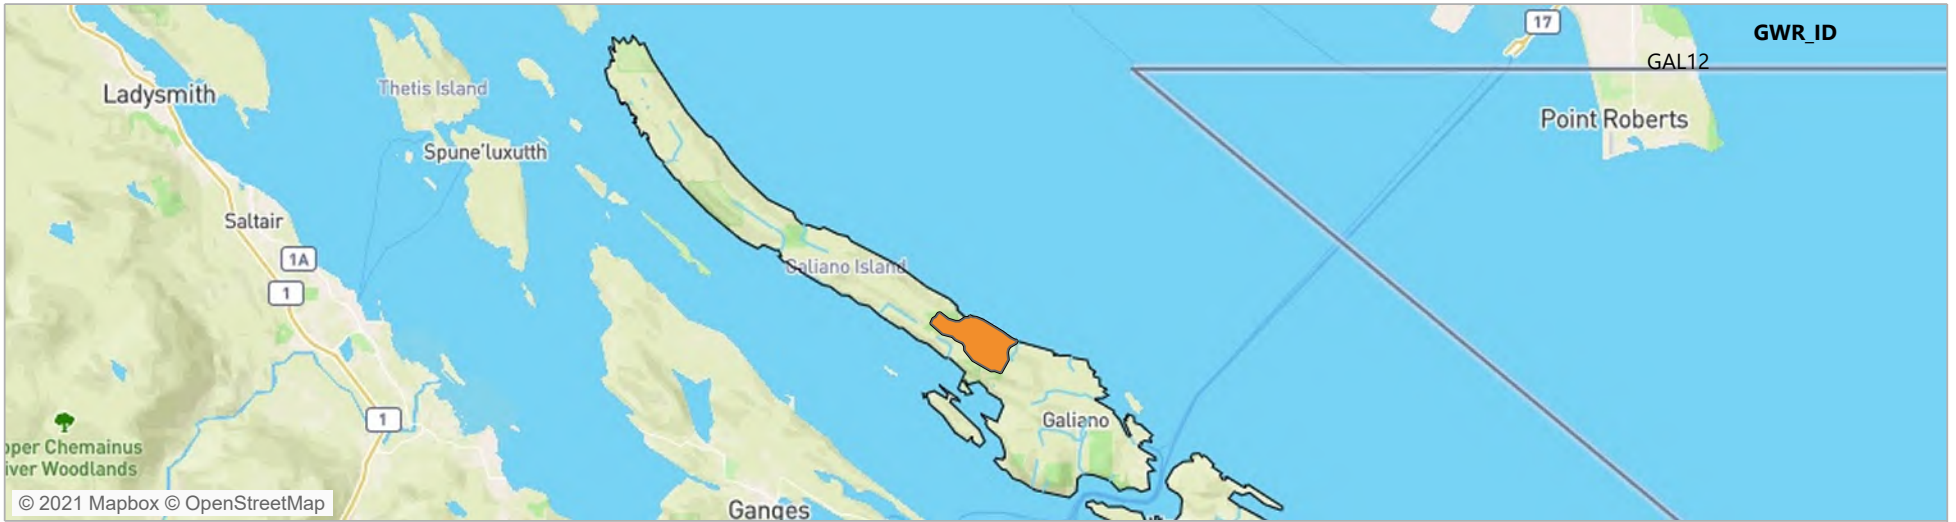 17
GWR_ID
GAL12
Ladysmith
Thetis Island
Point Roberts
Spune'luxutth
Saltair
1A
Galiano Island
1
1
Galiano
pper Chemainus
iver Woodlands
© 2021 Mapbox © OpenStreetMap
Ganges